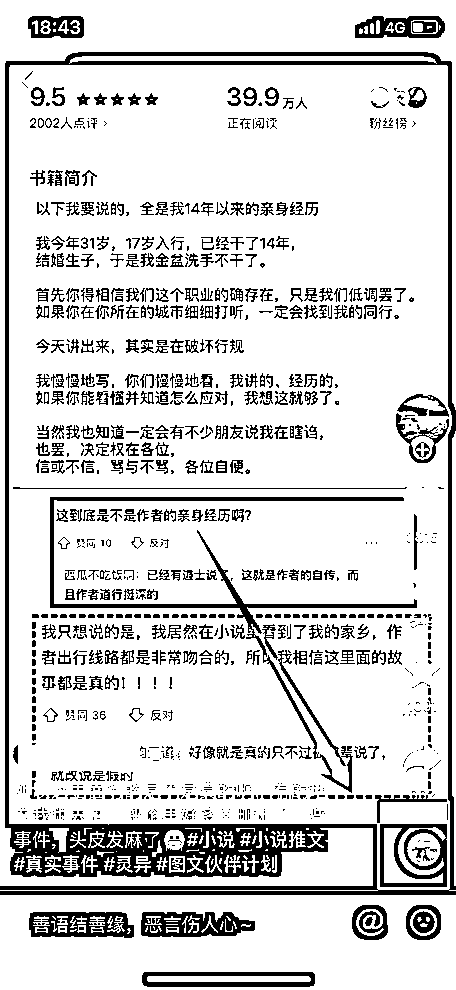 18:43
4G
9.5 ★★★★★
39.9万人
2002人点评 ›
正在阅读
粉丝榜 ›
书籍简介
以下我要说的，全是我14年以来的亲身经历
我今年31岁，17岁入行，已经干了14年，
结婚生子，于是我金盆洗手不干了。
首先你得相信我们这个职业的确存在，只是我们低调罢了。
如果你在你所在的城市细细打听，一定会找到我的同行。
今天讲出来，其实是在破坏行规
我慢慢地写，你们慢慢地看，我讲的、经历的，
如果你能看懂并知道怎么应对，我想这就够了。
当然我也知道一定会有不少朋友说我在瞎诌，
也罢，决定权在各位，
信或不信，骂与不骂，各位自便。
这到底是不是作者的亲身经历啊?
赞同 10
反对
西瓜不吃饭啊：已经有道士说了，这就是作者的自传，而
且作者道行挺深的
我只想说的是，我居然在小说里看到了我的家乡，作
者出行线路都是非常吻合的，所以我相信这里面的故
事都是真的！！！！
赞同 36
反对
好像就是真的只不过
说了，
就改说是假的
事件，头皮发麻了 #小说 #小说推文
#真实事件 #灵异 #图文伙伴计划
善语结善缘，恶言伤人心~
@